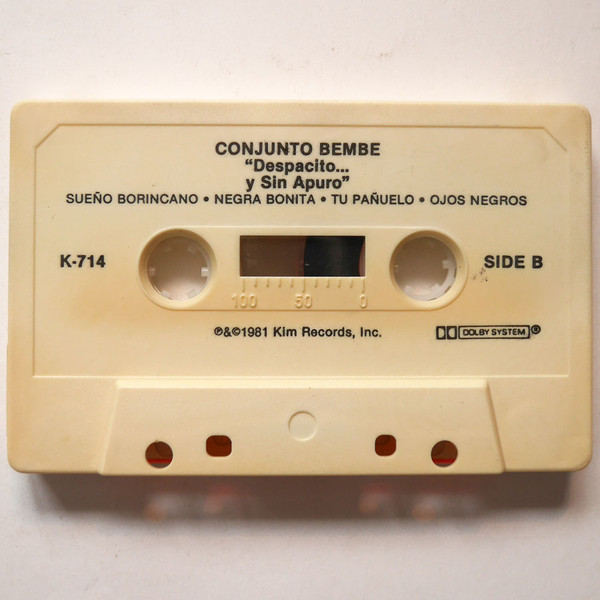 CONJUNTO BEMBE
"Despacito...
y Sin Apuro"
SUEÑO BORINCANO • NEGRA BONITA • TU PAÑUELO • OJOS NEGROS
K-714
SIDE B
100 50 0
℗&©1981 Kim Records, Inc.
DOLBY SYSTEM ®